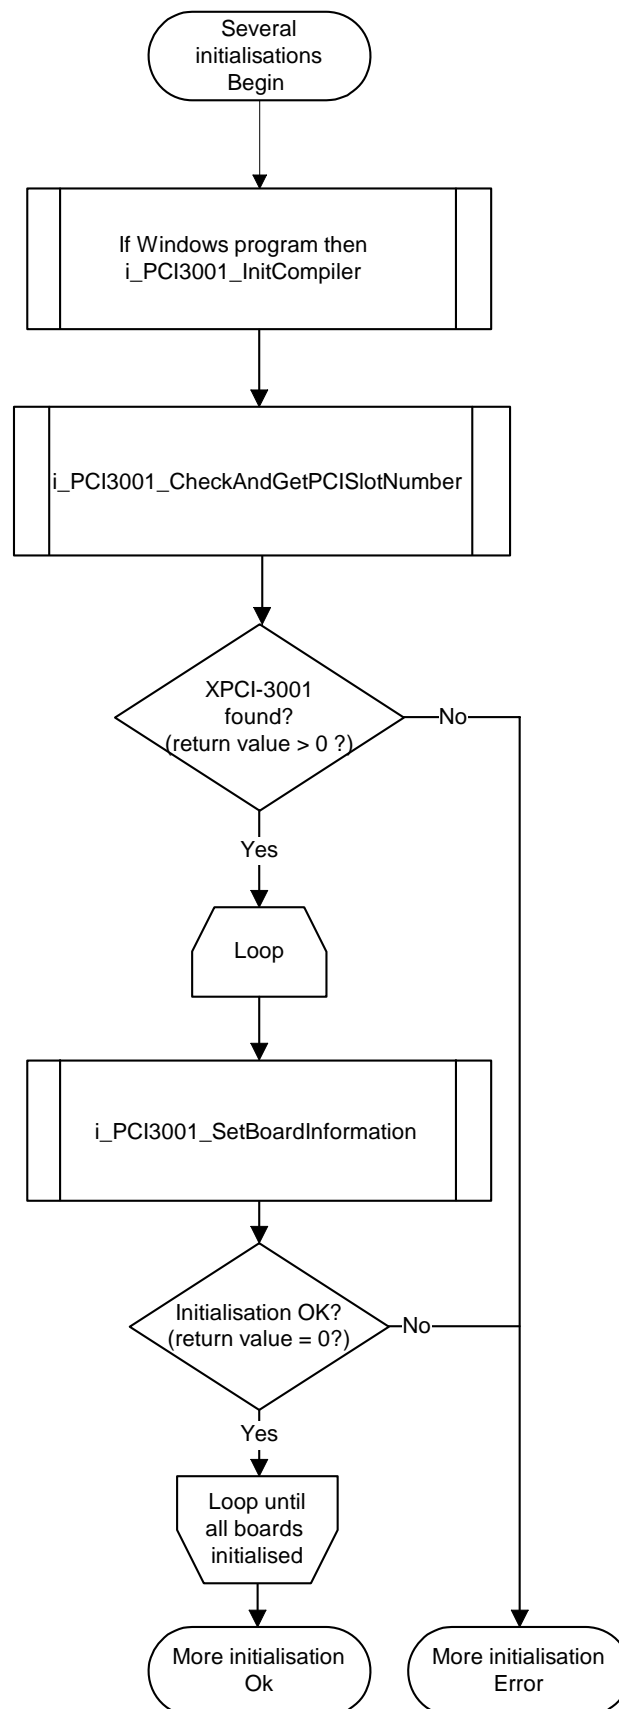 Several
initialisations
Begin
If Windows program then
i_PCI3001_InitCompiler
i_PCI3001_CheckAndGetPCISlotNumber
XPCI-3001
found?
(return value > 0 ?)
No
Yes
Loop
i_PCI3001_SetBoardInformation
Initialisation OK?
(return value = 0?)
No
Yes
Loop until
all boards
initialised
More initialisation
Ok
More initialisation
Error